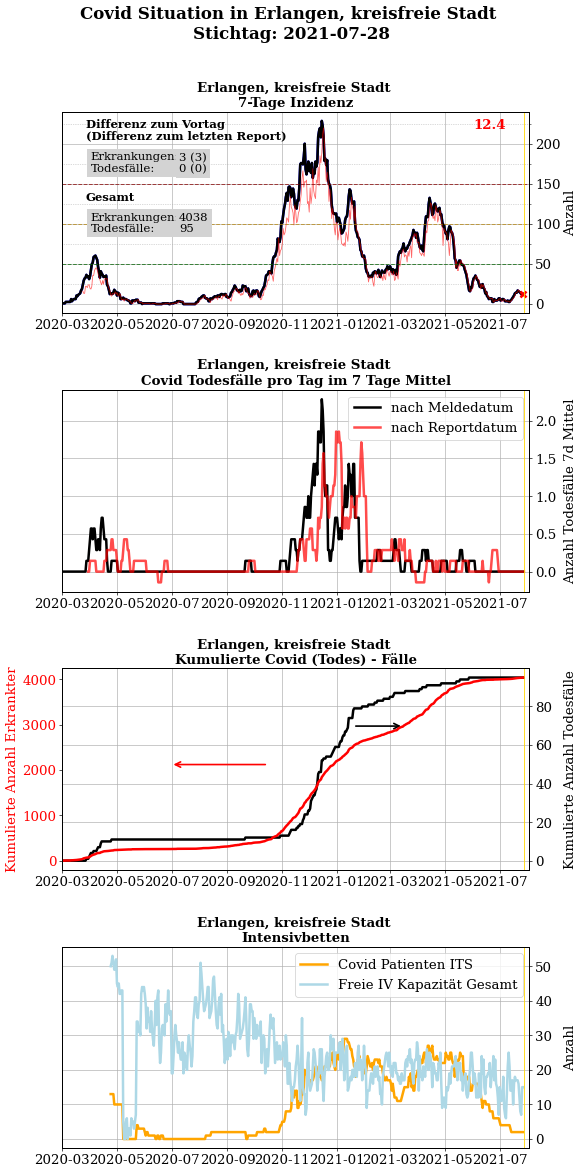 Covid Situation in Erlangen, kreisfreie Stadt
Stichtag: 2021-07-28
Erlangen, kreisfreie Stadt
7-Tage Inzidenz
Differenz zum Vortag
(Differenz zum letzten Report)
Erkrankungen 3 (3)
Todesfälle: 0 (0)
Gesamt
Erkrankungen 4038
Todesfälle: 95
12.4
200
150
100
50
0
Anzahl
2020-03 2020-05 2020-07 2020-09 2020-11 2021-01 2021-03 2021-05 2021-07
Erlangen, kreisfreie Stadt
Covid Todesfälle pro Tag im 7 Tage Mittel
nach Meldedatum
nach Reportdatum
2.0
1.5
1.0
0.5
0.0
Anzahl Todesfälle 7d Mittel
2020-03 2020-05 2020-07 2020-09 2020-11 2021-01 2021-03 2021-05 2021-07
Erlangen, kreisfreie Stadt
Kumulierte Covid (Todes) - Fälle
Kumulierte Anzahl Erkrankter
4000
3000
2000
1000
0
80
60
40
20
0
Kumulierte Anzahl Todesfälle
2020-03 2020-05 2020-07 2020-09 2020-11 2021-01 2021-03 2021-05 2021-07
Erlangen, kreisfreie Stadt
Intensivbetten
Covid Patienten ITS
Freie IV Kapazität Gesamt
50
40
30
20
10
0
Anzahl
2020-03 2020-05 2020-07 2020-09 2020-11 2021-01 2021-03 2021-05 2021-07